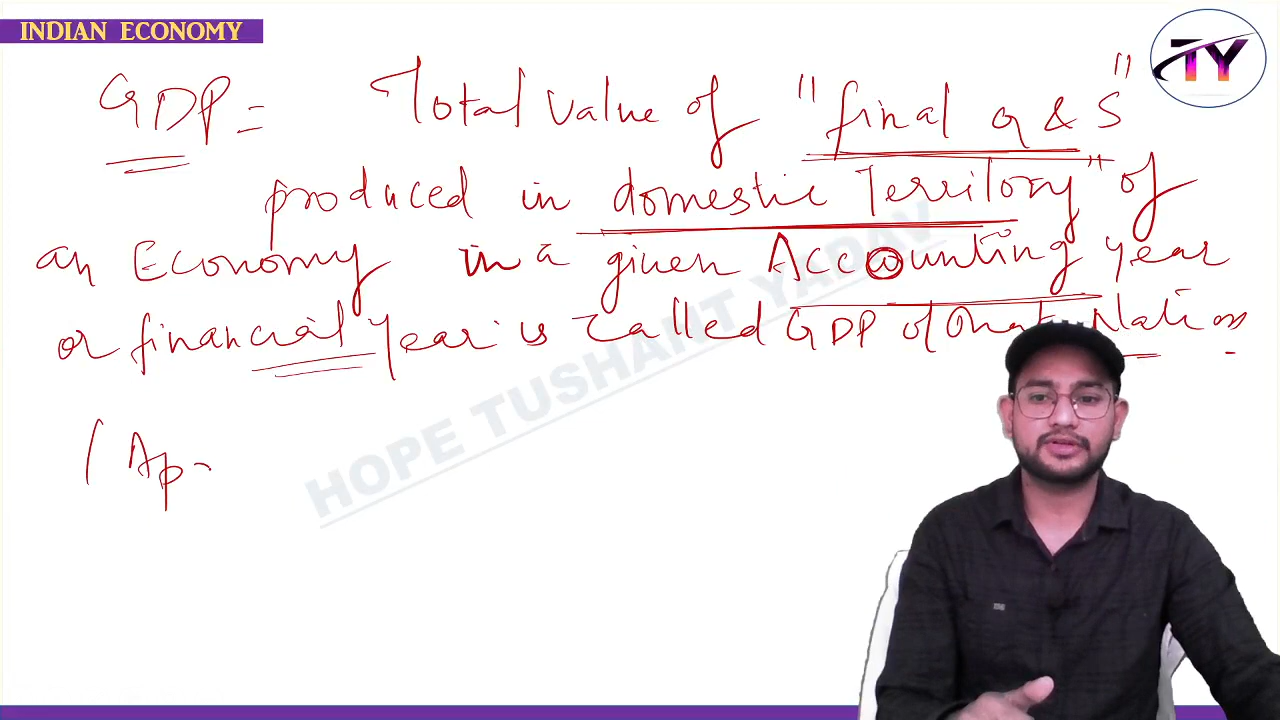 INDIAN ECONOMY
TY
GDP = Total value of "final G & S"
produced in domestic Territory" of
an Economy in a given Accounting year
or financial year is called GDP of that Nation
HOPE TUSHANT YADAV
( Ap-